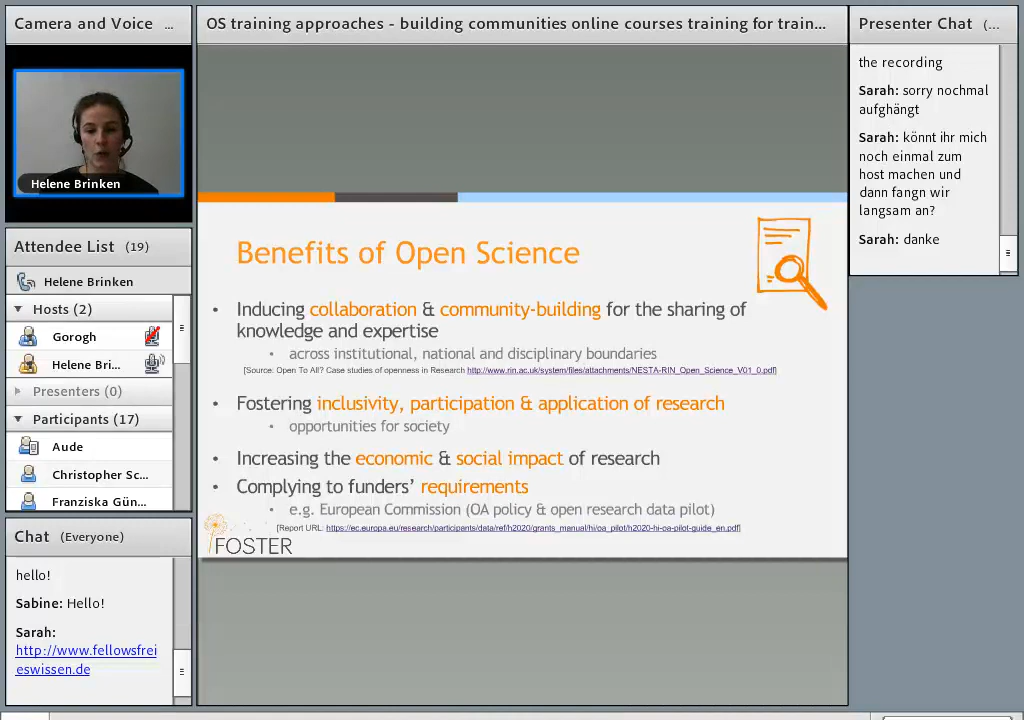 Camera and Voice ...
Helene Brinken
Attendee List (19)
Helene Brinken
Hosts (2)
Gorogh
Helene Bri...
Presenters (0)
Participants (17)
Aude
Christopher Sc...
Franziska Gün...
Chat (Everyone)
hello!
Sabine: Hello!
Sarah:
http://www.fellowsfrei
eswissen.de
OS training approaches - building communities online courses training for train...
Benefits of Open Science
• Inducing collaboration & community-building for the sharing of
knowledge and expertise
• across institutional, national and disciplinary boundaries
[Source: Open To All? Case studies of openness in Research http://www.rin.ac.uk/system/files/attachments/NESTA-RIN_Open_Science_V01_0.pdf]
• Fostering inclusivity, participation & application of research
• opportunities for society
• Increasing the economic & social impact of research
• Complying to funders’ requirements
• e.g. European Commission (OA policy & open research data pilot)
[Report URL: https://ec.europa.eu/research/participants/data/ref/h2020/grants_manual/hi/oa_pilot/h2020-hi-oa-pilot-guide_en.pdf]
FOSTER
Presenter Chat (...
the recording
Sarah: sorry nochmal
aufghängt
Sarah: könnt ihr mich
noch einmal zum
host machen und
dann fangn wir
langsam an?
Sarah: danke